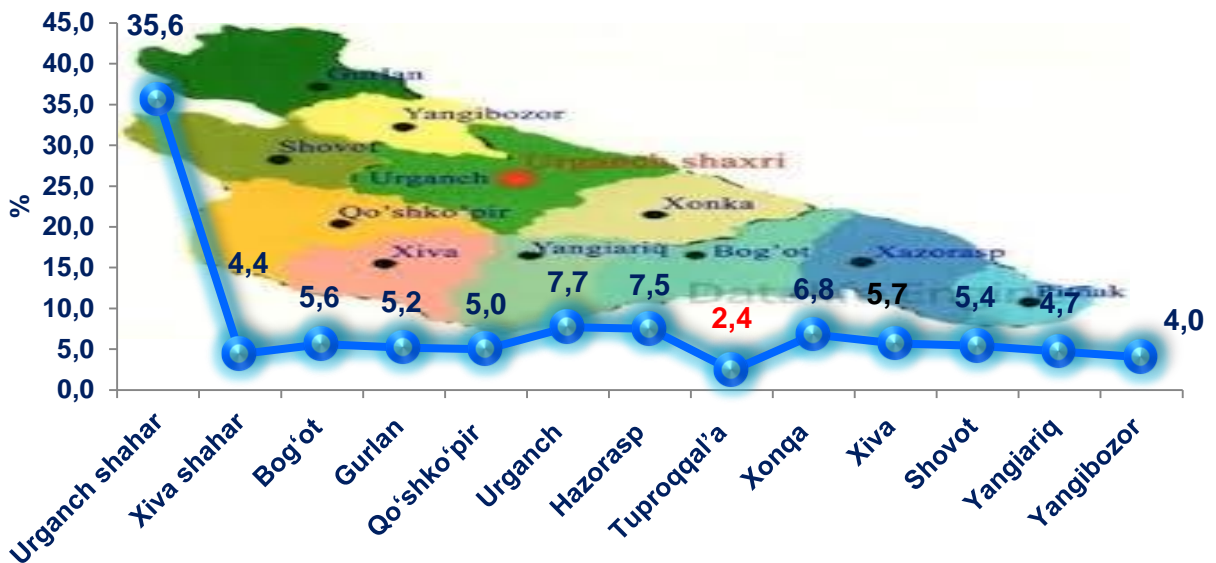 45,0
40,0
35,0
30,0
25,0
20,0
15,0
10,0
5,0
0,0
%
35,6
4,4
5,6
5,2
5,0
7,7
7,5
2,4
6,8
5,7
5,4
4,7
4,0
Gurlan
Yangibozor
Shovot
Urganch shaxri
Urganch
Xonka
Qo'shko'pir
Xiva
Yangiariq
Bog'ot
Xazorasp
Urganch shahar
Xiva shahar
Bog‘ot
Gurlan
Qo‘shko‘pir
Urganch
Hazorasp
Tuproqqal’a
Xonqa
Xiva
Shovot
Yangiariq
Yangibozor